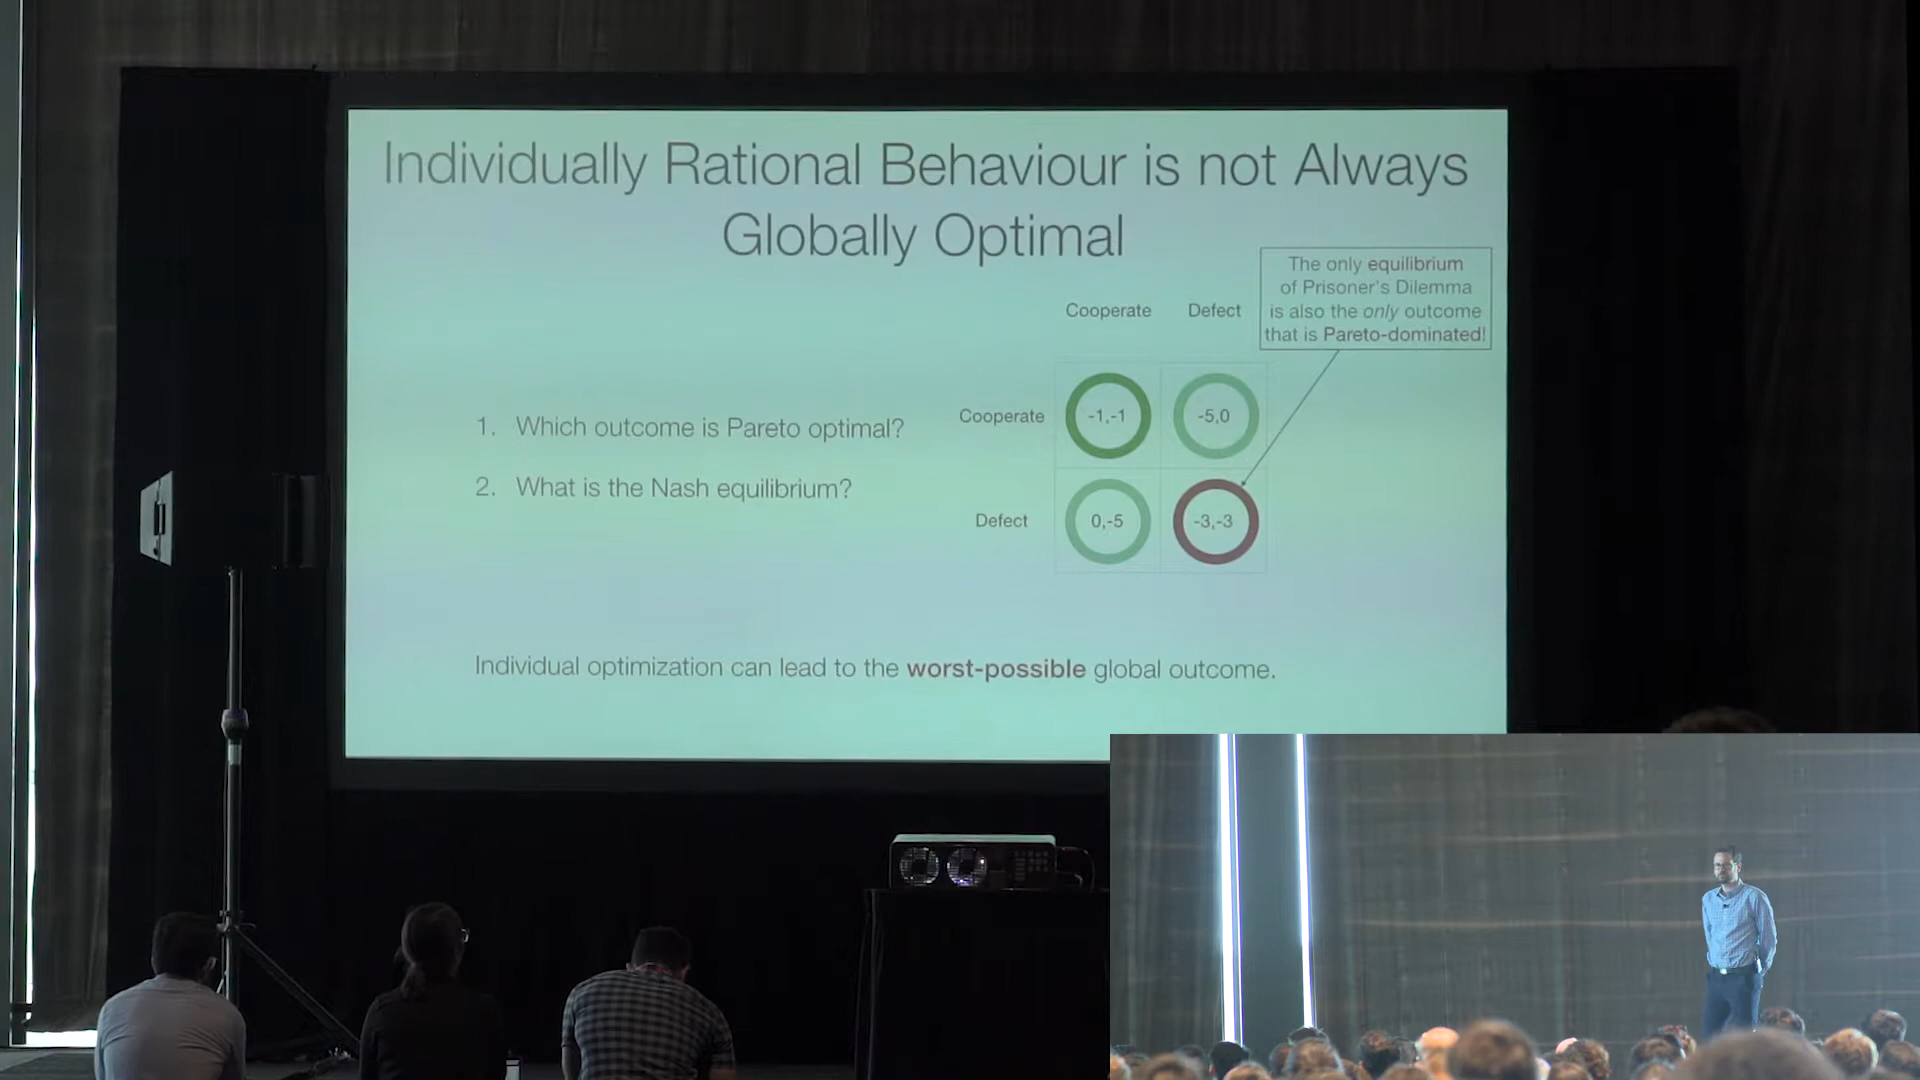 Individually Rational Behaviour is not Always
Globally Optimal
The only equilibrium
of Prisoner's Dilemma
is also the only outcome
that is Pareto-dominated!
Cooperate Defect
1. Which outcome is Pareto optimal?
2. What is the Nash equilibrium?
Cooperate -1,-1 -5,0
Defect 0,-5 -3,-3
Individual optimization can lead to the worst-possible global outcome.